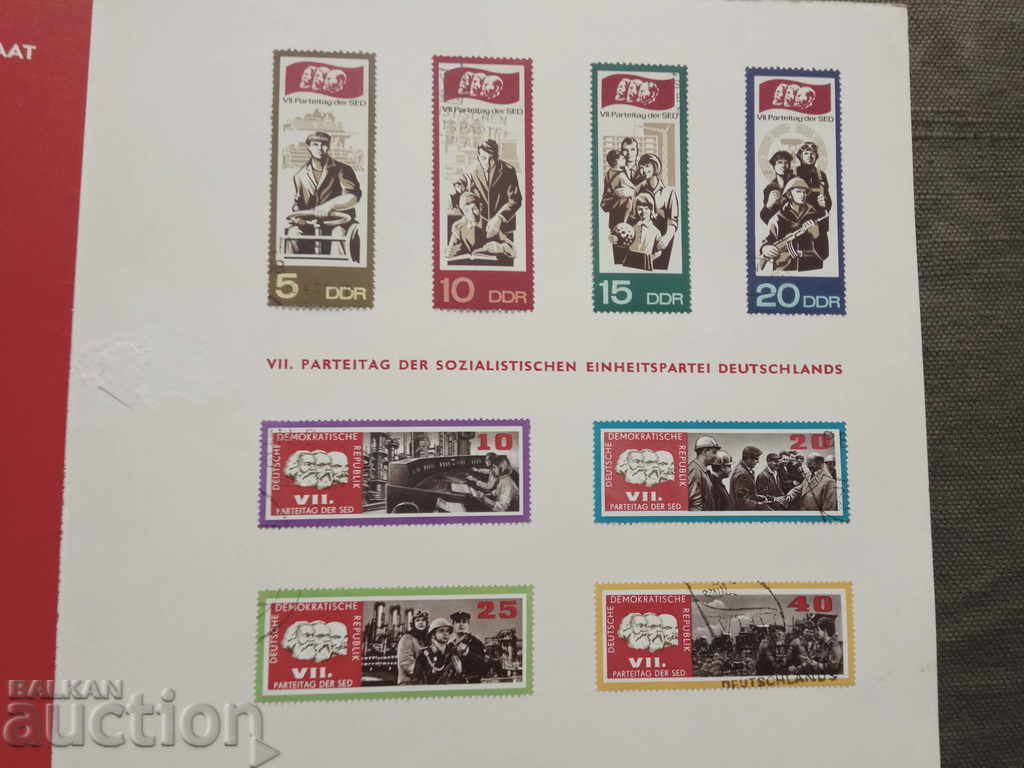 AAT
VII. Parteitag der SED
VII. Parteitag der SED
VII. Parteitag der SED
VII. Parteitag der SED
5 DDR
10 DDR
15 DDR
20 DDR
VII. PARTEITAG DER SOZIALISTISCHEN EINHEITSPARTEI DEUTSCHLANDS
DEUTSCHE DEMOKRATISCHE REPUBLIK
10
VII.
PARTEITAG DER SED
DEUTSCHE DEMOKRATISCHE REPUBLIK
20
VII.
PARTEITAG DER SED
DEUTSCHE DEMOKRATISCHE REPUBLIK
25
VII.
PARTEITAG DER SED
DEUTSCHE DEMOKRATISCHE REPUBLIK
40
VII.
PARTEITAG DER SED
DEUTSCHLANDS
BALKAN
auction